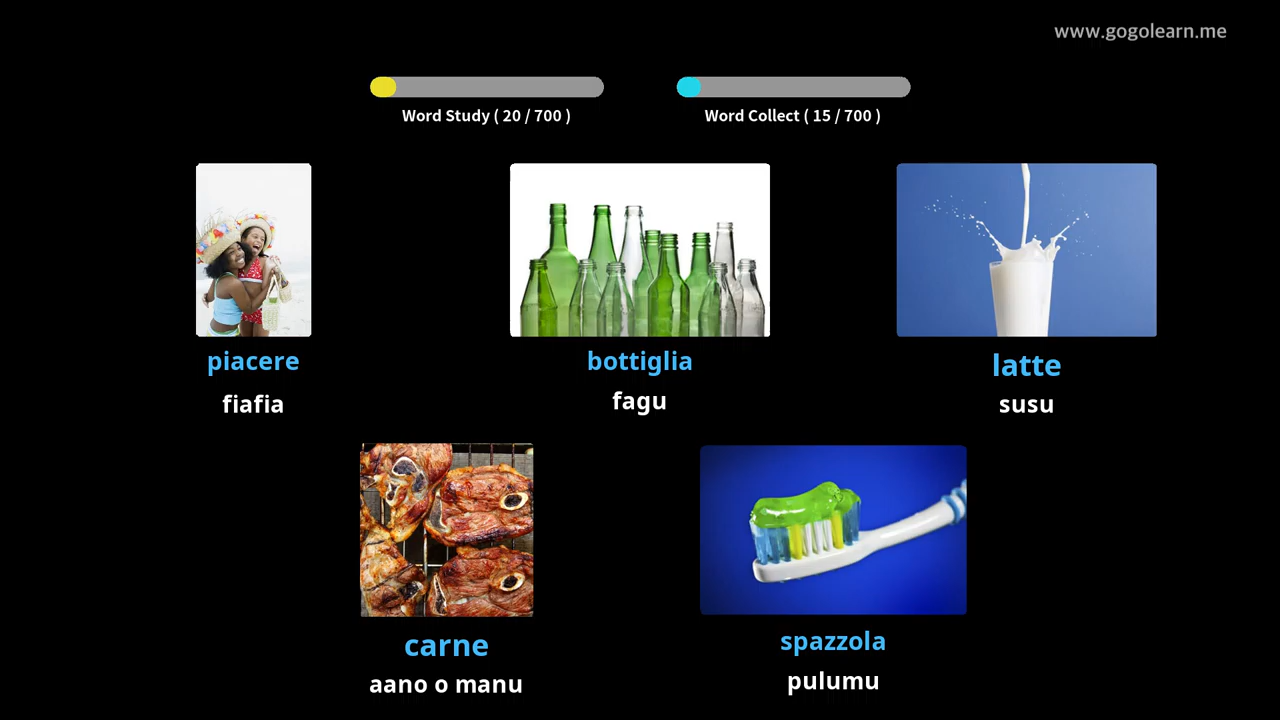 www.gogolearn.me
Word Study ( 20 / 700 )
Word Collect ( 15 / 700 )
piacere
fiafia
bottiglia
fagu
latte
susu
carne
aano o manu
spazzola
pulumu